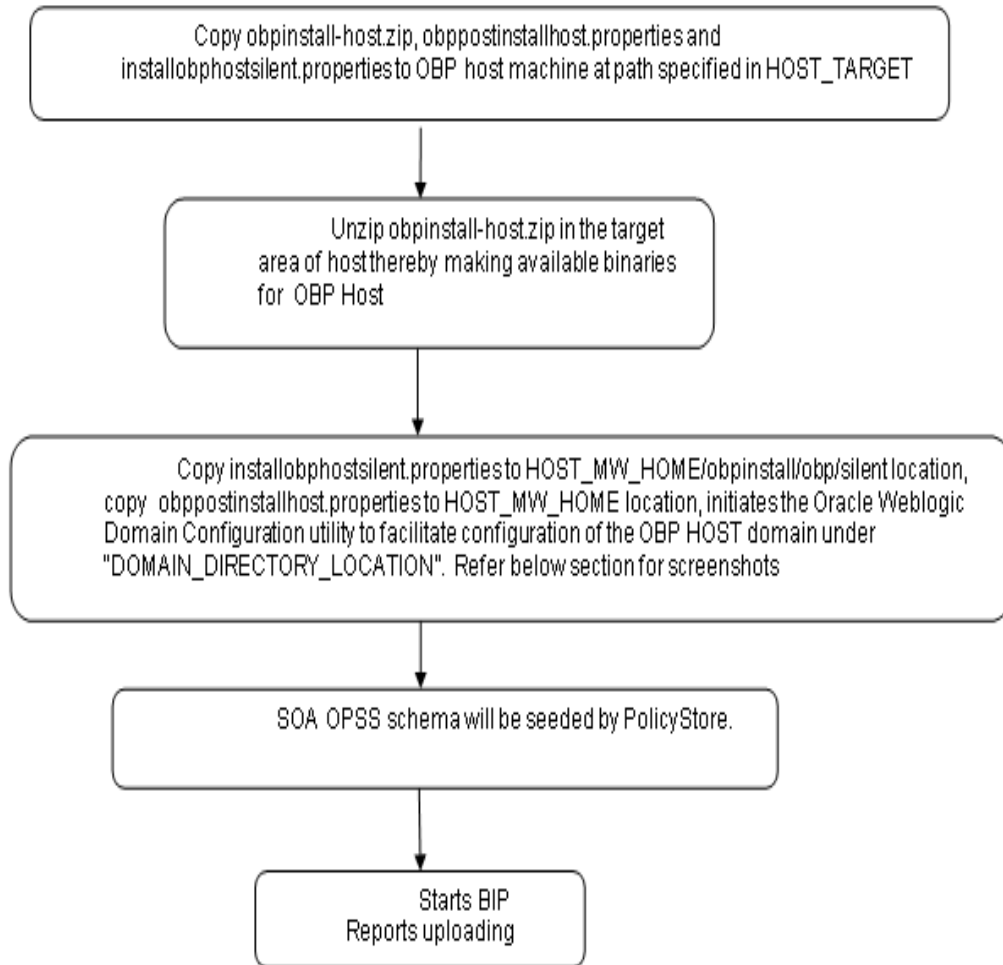 Copy obpinstall-host.zip, obppostinstallhost.properties and
installobphostsilent.properties to OBP host machine at path specified in HOST_TARGET
Unzip obpinstall-host.zip in the target
area of host thereby making available binaries
for OBP Host
Copy installobphostsilent.properties to HOST_MW_HOME/obpinstall/obp/silent location,
copy obppostinstallhost.properties to HOST_MW_HOME location, initiates the Oracle Weblogic
Domain Configuration utility to facilitate configuration of the OBP HOST domain under
"DOMAIN_DIRECTORY_LOCATION". Refer below section for screenshots
SOA OPSS schema will be seeded by PolicyStore.
Starts BIP
Reports uploading